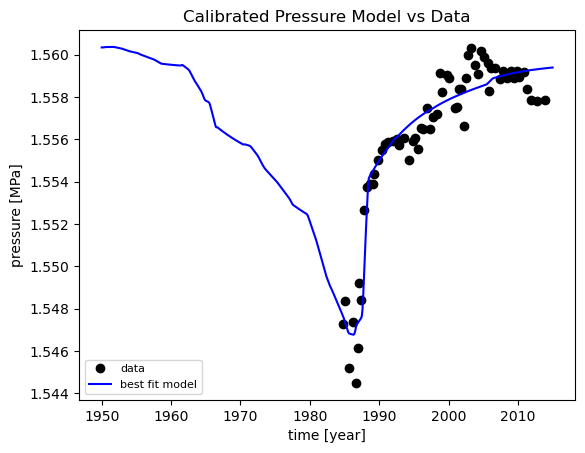 Calibrated Pressure Model vs Data
pressure [MPa]
1.560
1.558
1.556
1.554
1.552
1.550
1.548
1.546
1.544
data
best fit model
1950 1960 1970 1980 1990 2000 2010
time [year]